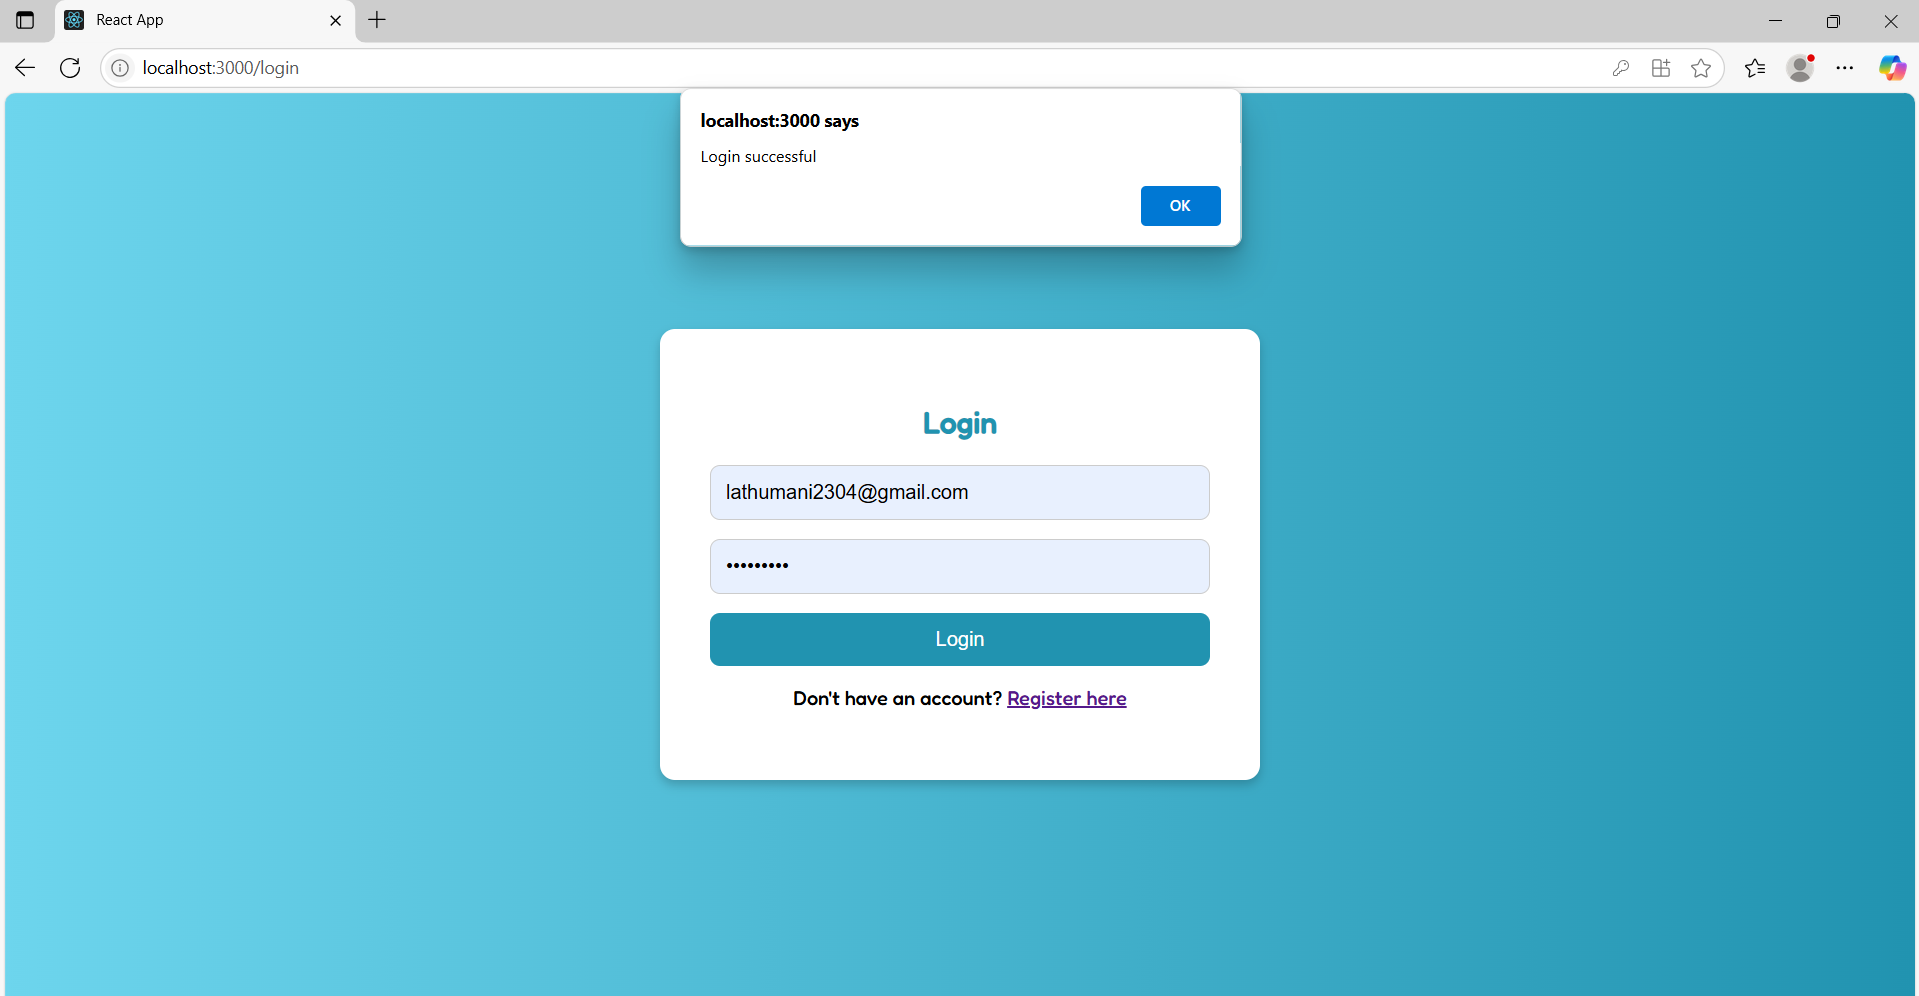 React App
localhost:3000/login
localhost:3000 says
Login successful
OK
Login
lathumani2304@gmail.com
•••••••••
Login
Don't have an account? Register here